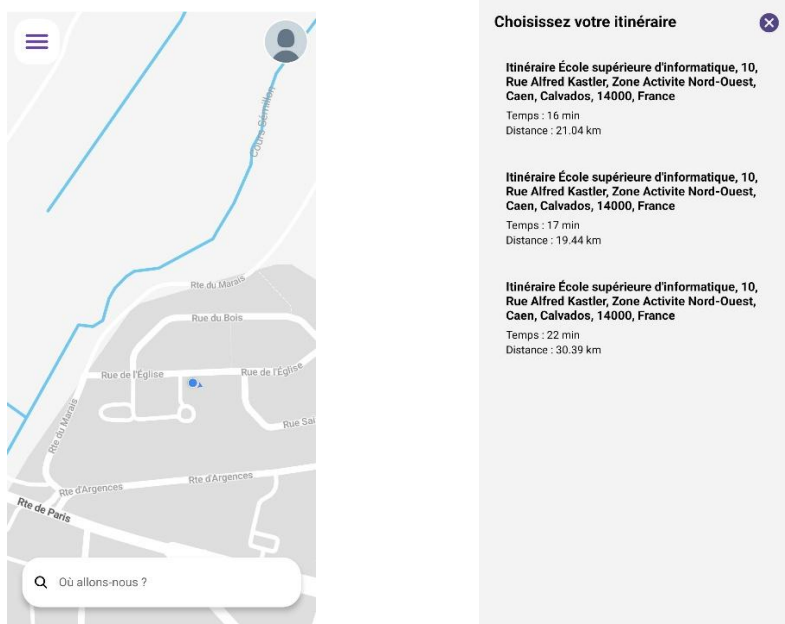 Cours Sémillon
Rte du Marais
Rue du Bois
Rue de l'Église
Rue de l'Église
Rte du Marais
Rue Sai
Rte d'Argences
Rte d'Argences
Rte de Paris
Où allons-nous ?
Choisissez votre itinéraire
Itinéraire École supérieure d'informatique, 10,
Rue Alfred Kastler, Zone Activite Nord-Ouest,
Caen, Calvados, 14000, France
Temps : 16 min
Distance : 21.04 km
Itinéraire École supérieure d'informatique, 10,
Rue Alfred Kastler, Zone Activite Nord-Ouest,
Caen, Calvados, 14000, France
Temps : 17 min
Distance : 19.44 km
Itinéraire École supérieure d'informatique, 10,
Rue Alfred Kastler, Zone Activite Nord-Ouest,
Caen, Calvados, 14000, France
Temps : 22 min
Distance : 30.39 km